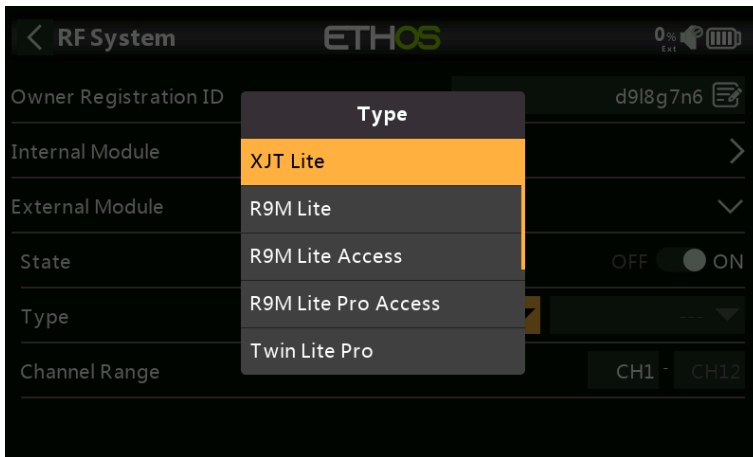 RF System
ETHOS
0%
Ext
Owner Registration ID
d9l8g7n6
Type
Internal Module
XJT Lite
External Module
R9M Lite
State
R9M Lite Access
OFF
ON
Type
R9M Lite Pro Access
---
Channel Range
Twin Lite Pro
CH1 - CH12